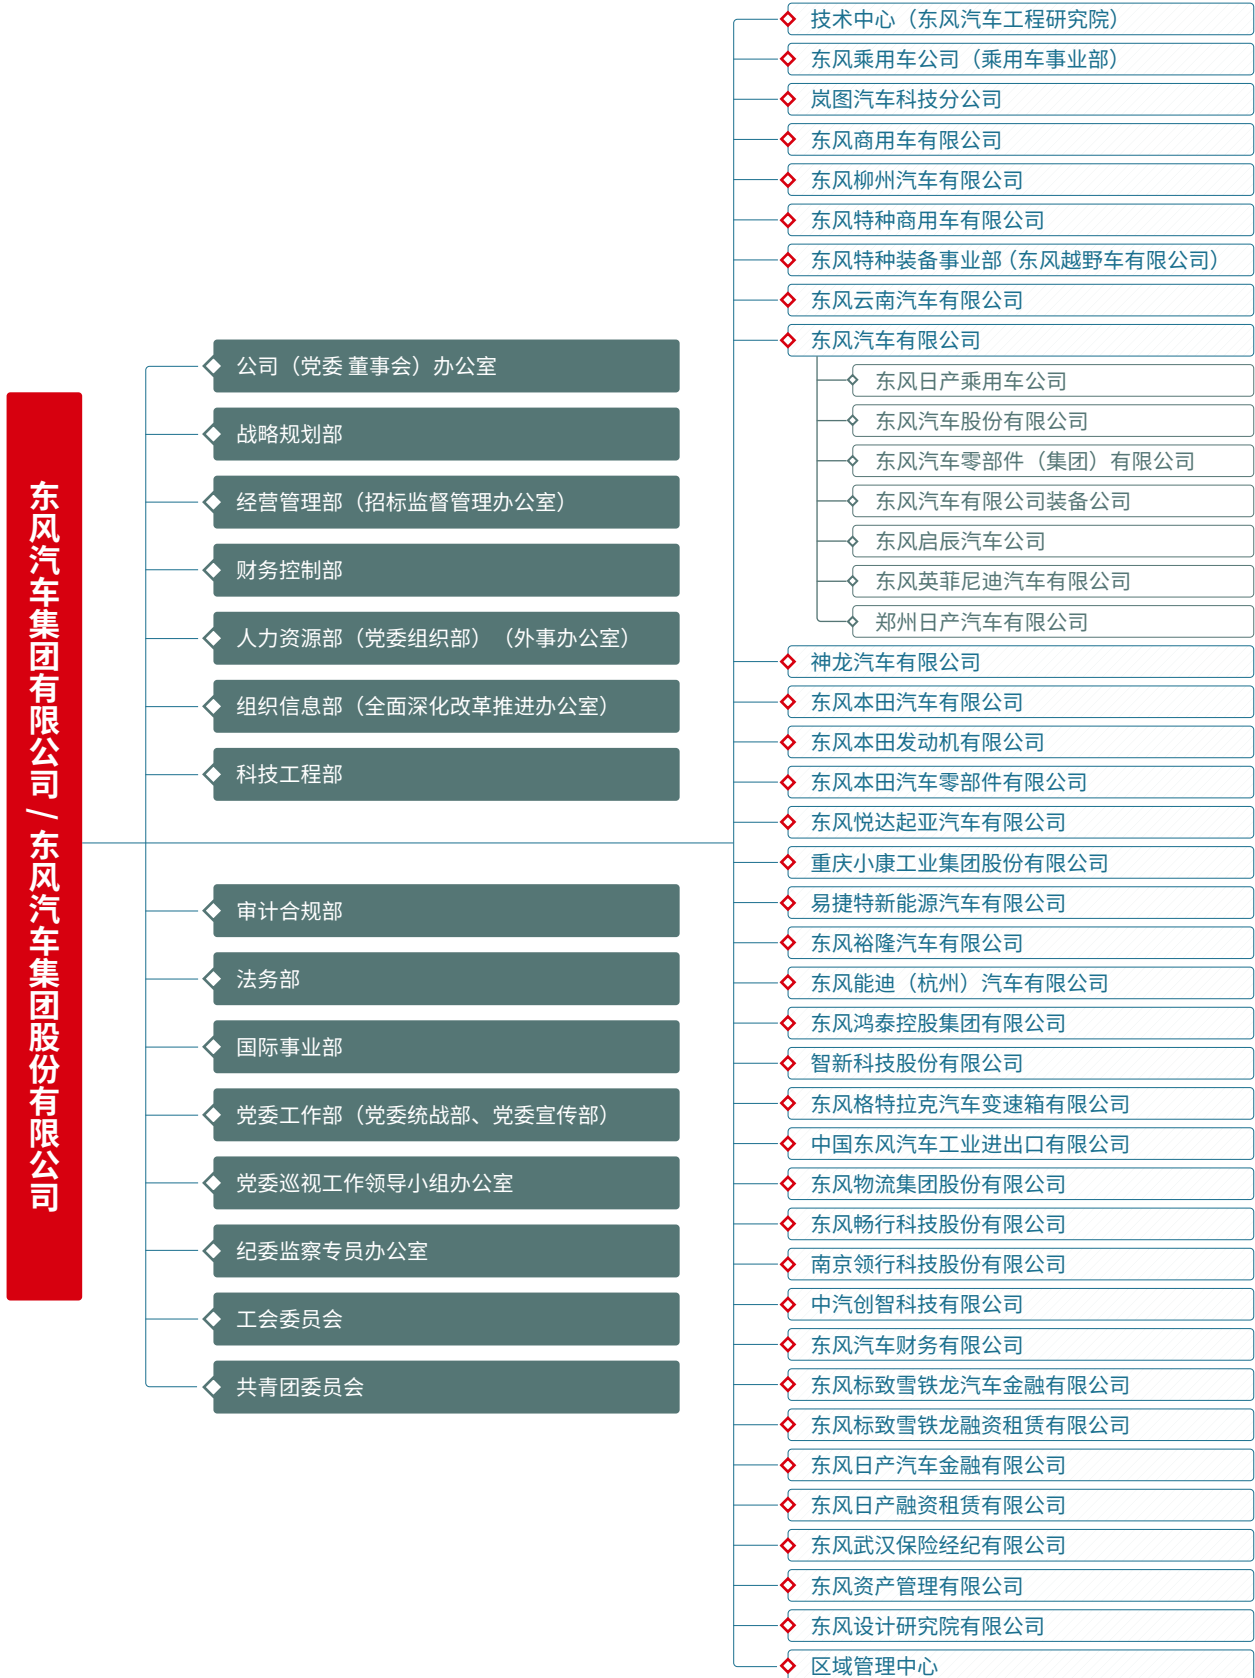 东风汽车集团有限公司 / 东风汽车集团股份有限公司
公司（党委 董事会）办公室
战略规划部
经营管理部（招标监督管理办公室）
财务控制部
人力资源部（党委组织部）（外事办公室）
组织信息部（全面深化改革推进办公室）
科技工程部
审计合规部
法务部
国际事业部
党委工作部（党委统战部、党委宣传部）
党委巡视工作领导小组办公室
纪委监察专员办公室
工会委员会
共青团委员会
技术中心（东风汽车工程研究院）
东风乘用车公司（乘用车事业部）
岚图汽车科技分公司
东风商用车有限公司
东风柳州汽车有限公司
东风特种商用车有限公司
东风特种装备事业部（东风越野车有限公司）
东风云南汽车有限公司
东风汽车有限公司
东风日产乘用车公司
东风汽车股份有限公司
东风汽车零部件（集团）有限公司
东风汽车有限公司装备公司
东风启辰汽车公司
东风英菲尼迪汽车有限公司
郑州日产汽车有限公司
神龙汽车有限公司
东风本田汽车有限公司
东风本田发动机有限公司
东风本田汽车零部件有限公司
东风悦达起亚汽车有限公司
重庆小康工业集团股份有限公司
易捷特新能源汽车有限公司
东风裕隆汽车有限公司
东风能迪（杭州）汽车有限公司
东风鸿泰控股集团有限公司
智新科技股份有限公司
东风格特拉克汽车变速箱有限公司
中国东风汽车工业进出口有限公司
东风物流集团股份有限公司
东风畅行科技股份有限公司
南京领行科技股份有限公司
中汽创智科技有限公司
东风汽车财务有限公司
东风标致雪铁龙汽车金融有限公司
东风标致雪铁龙融资租赁有限公司
东风日产汽车金融有限公司
东风日产融资租赁有限公司
东风武汉保险经纪有限公司
东风资产管理有限公司
东风设计研究院有限公司
区域管理中心